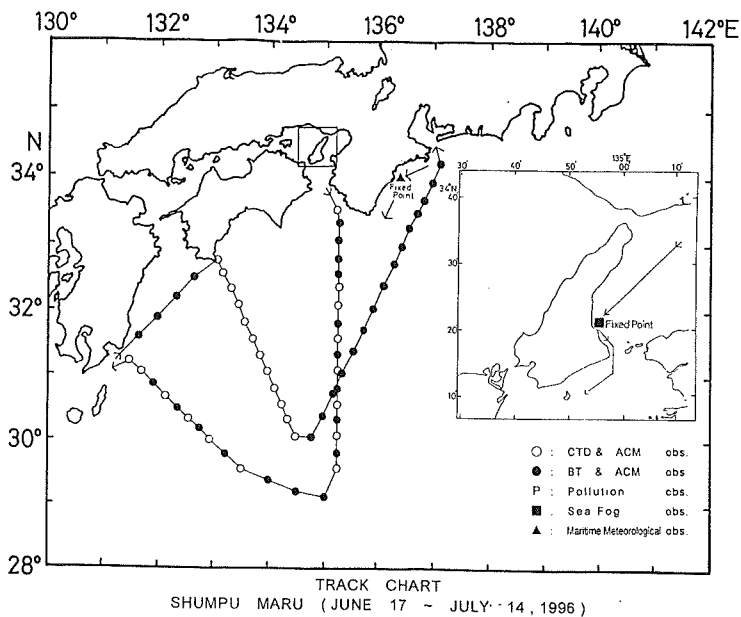 130° 132° 134° 136° 138° 140° 142°E
N
34°
32°
30°
28°
Fixed
Point
34°N
30' 40' 50' 135°E 00' 10'
40
30
20
10
Fixed Point
○ : CTD & ACM obs.
● : BT & ACM obs.
P : Pollution obs.
■ : Sea Fog obs.
▲ : Maritime Meteorological obs.
TRACK CHART
SHUMPU MARU (JUNE 17 ~ JULY 14, 1996)